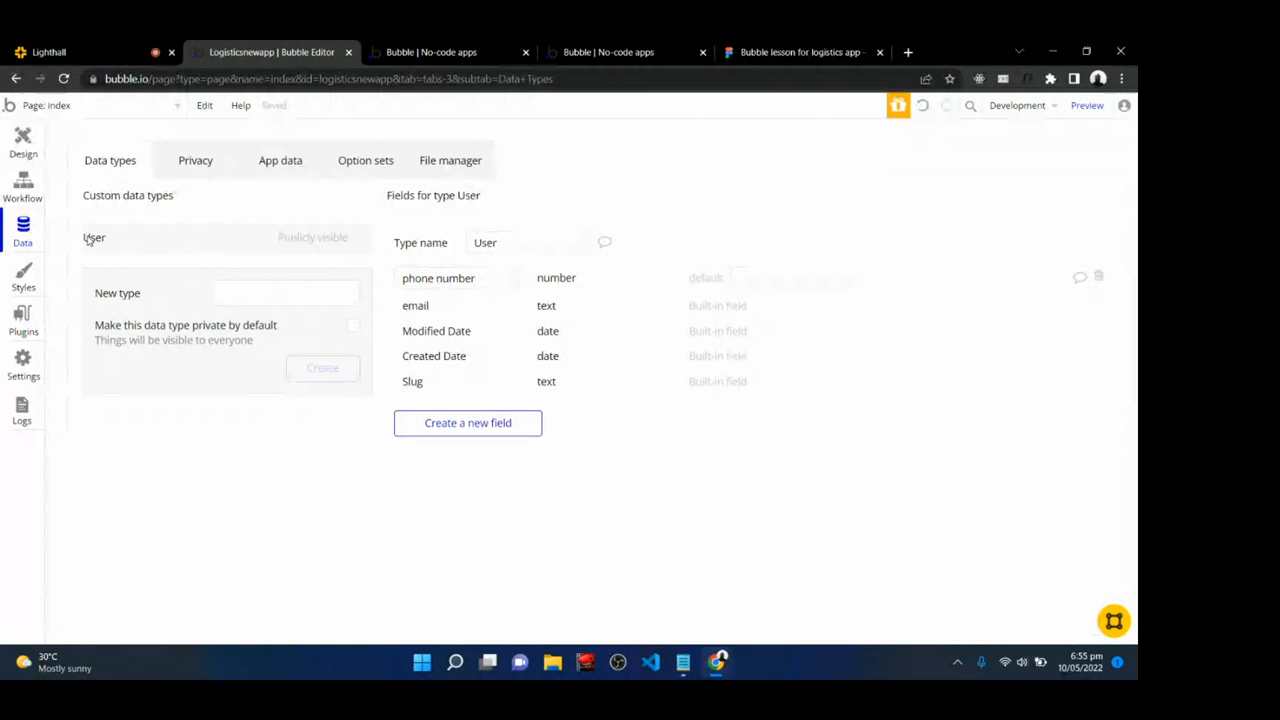 Lighthall
Logisticsnewapp | Bubble Editor
Bubble | No-code apps
Bubble | No-code apps
Bubble lesson for logistics app -
bubble.io/page?type=page&name=index&id=logisticsnewapp&tab=tabs-3&subtab=Data+Types
Page: index
Edit
Help
Saved
Development
Preview
Design
Workflow
Data
Styles
Plugins
Settings
Logs
Data types
Privacy
App data
Option sets
File manager
Custom data types
User
Publicly visible
New type
Make this data type private by default
Things will be visible to everyone
Create
Fields for type User
Type name
User
phone number
number
default
email
text
Built-in field
Modified Date
date
Built-in field
Created Date
date
Built-in field
Slug
text
Built-in field
Create a new field
30°C
Mostly sunny
6:55 pm
10/05/2022
1